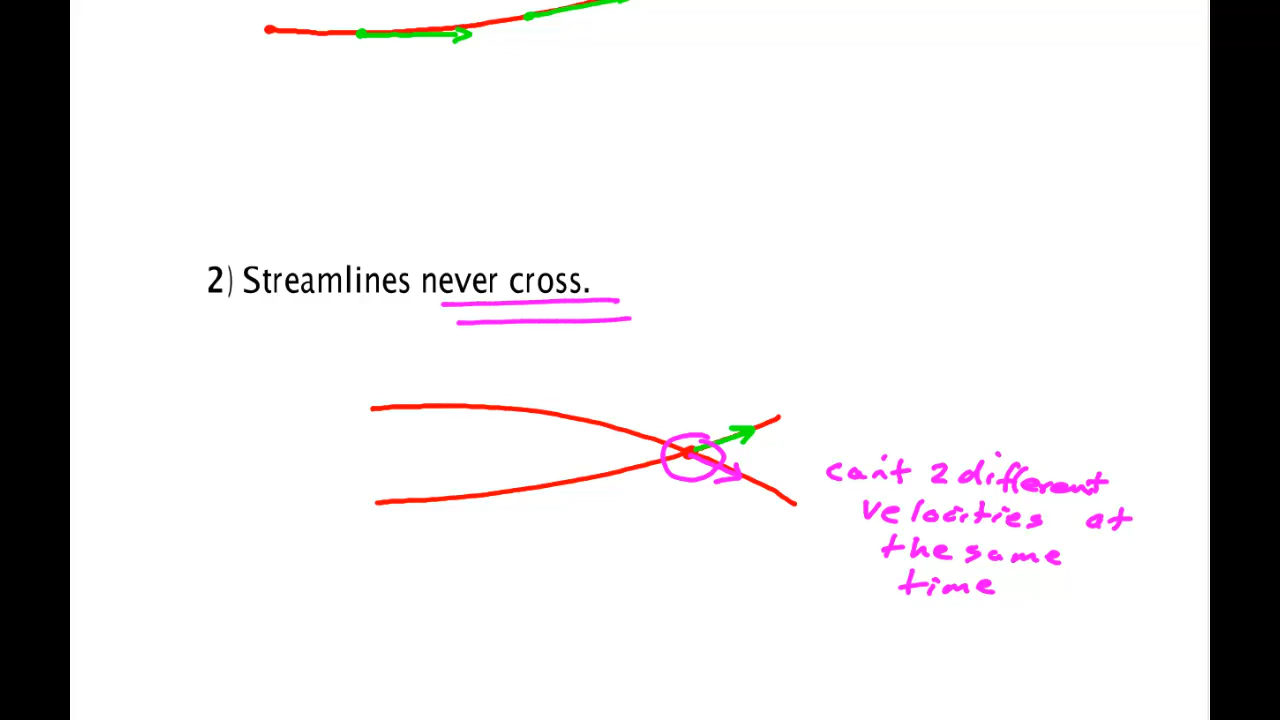 2) Streamlines never cross.
can't 2 different
velocities at
the same
time